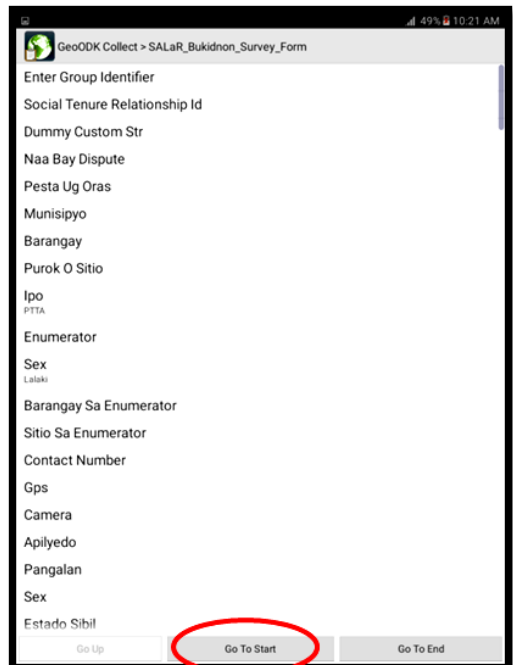 49% 10:21 AM
GeoODK Collect > SALaR_Bukidnon_Survey_Form
Enter Group Identifier
Social Tenure Relationship Id
Dummy Custom Str
Naa Bay Dispute
Pesta Ug Oras
Munisipyo
Barangay
Purok O Sitio
Ipo
PTTA
Enumerator
Sex
Lalaki
Barangay Sa Enumerator
Sitio Sa Enumerator
Contact Number
Gps
Camera
Apilyedo
Pangalan
Sex
Estado Sibil
Go Up Go To Start Go To End